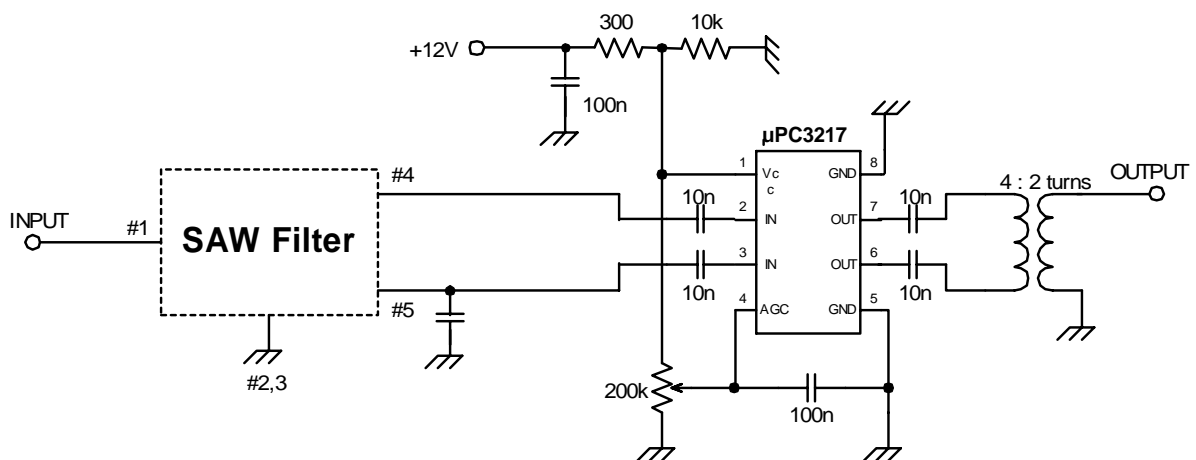 300
10k
+12V
100n
µPC3217
1
Vc
c
GND
8
#4
4 : 2 turns
OUTPUT
10n
2
IN
OUT
7
10n
INPUT
#1
SAW Filter
3
IN
OUT
6
10n
10n
#5
4
AGC
GND
5
#2,3
200k
100n